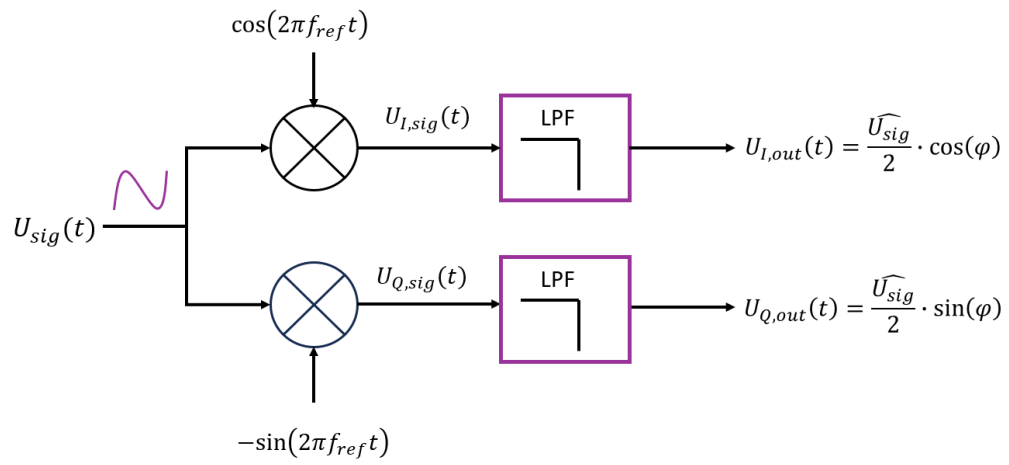 cos(2πf_ref t)
U_I,sig(t)
LPF
U_I,out(t) = Û_sig/2 · cos(φ)
U_sig(t)
U_Q,sig(t)
LPF
U_Q,out(t) = Û_sig/2 · sin(φ)
−sin(2πf_ref t)